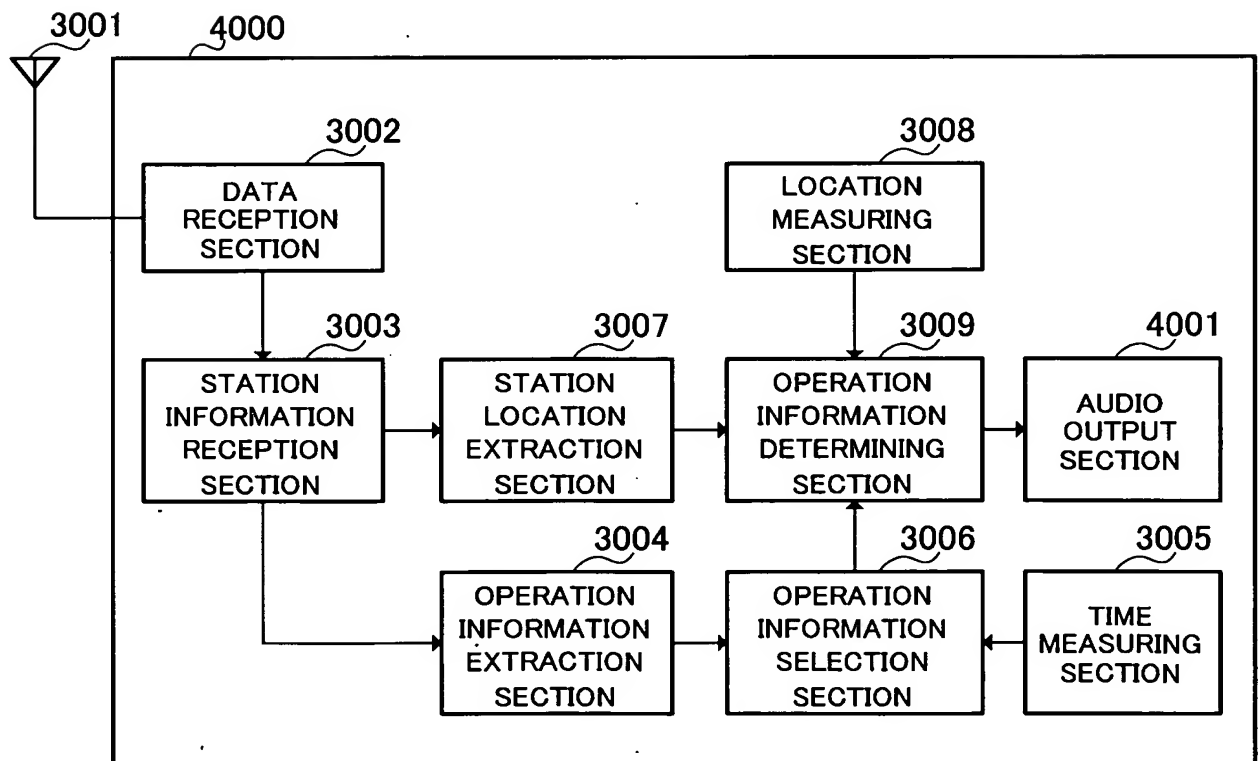 3001
4000
3002
DATA
RECEPTION
SECTION
3008
LOCATION
MEASURING
SECTION
3003
STATION
INFORMATION
RECEPTION
SECTION
3007
STATION
LOCATION
EXTRACTION
SECTION
3009
OPERATION
INFORMATION
DETERMINING
SECTION
4001
AUDIO
OUTPUT
SECTION
3004
OPERATION
INFORMATION
EXTRACTION
SECTION
3006
OPERATION
INFORMATION
SELECTION
SECTION
3005
TIME
MEASURING
SECTION